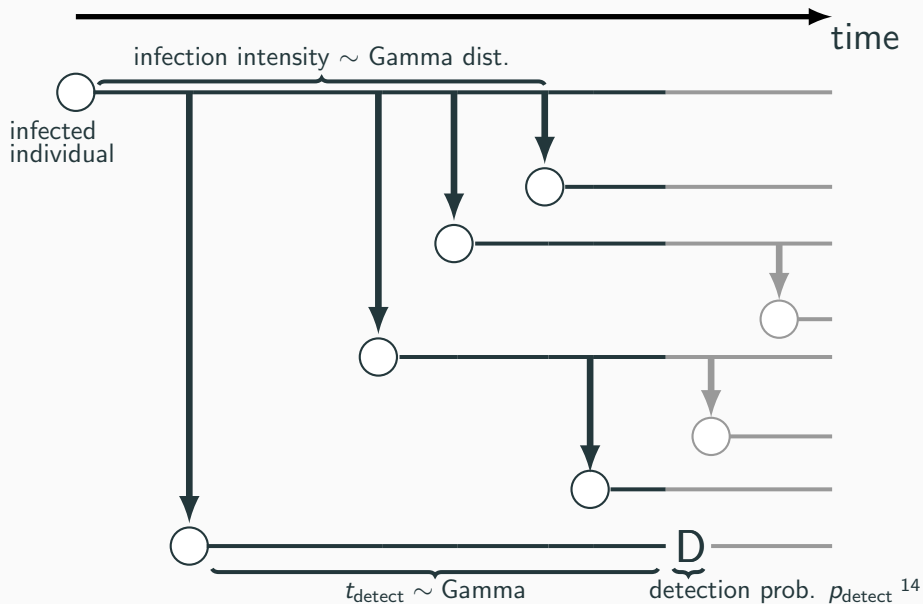 time
infection intensity ∼ Gamma dist.
infected
individual
D
t_detect ∼ Gamma
detection prob. p_detect 14